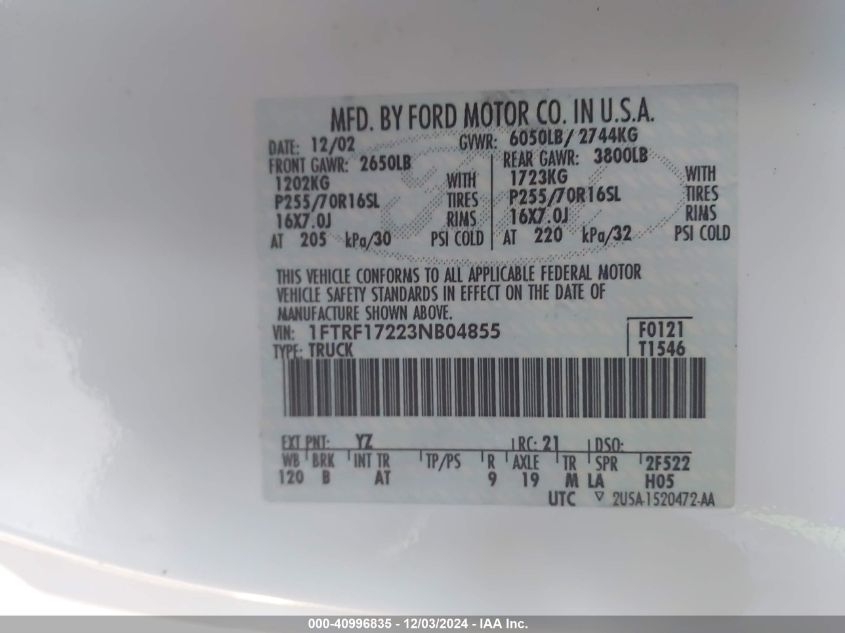 MFD. BY FORD MOTOR CO. IN U.S.A.
DATE: 12/02 GVWR: 6050LB/ 2744KG
FRONT GAWR: 2650LB REAR GAWR: 3800LB
1202KG WITH 1723KG WITH
P255/70R16SL TIRES P255/70R16SL TIRES
16X7.0J RIMS 16X7.0J RIMS
AT 205 kPa/30 PSI COLD AT 220 kPa/32 PSI COLD
THIS VEHICLE CONFORMS TO ALL APPLICABLE FEDERAL MOTOR
VEHICLE SAFETY STANDARDS IN EFFECT ON THE DATE OF
MANUFACTURE SHOWN ABOVE.
VIN: 1FTRF17223NB04855 F0121
TYPE: TRUCK T1546
EXT PNT: YZ RC: 21 DSO:
WB BRK INT TR TP/PS R AXLE TR SPR 2F522
120 B AT 9 19 M LA H05
UTC 2U5A-1520472-AA
000-40996835 - 12/03/2024 - IAA Inc.